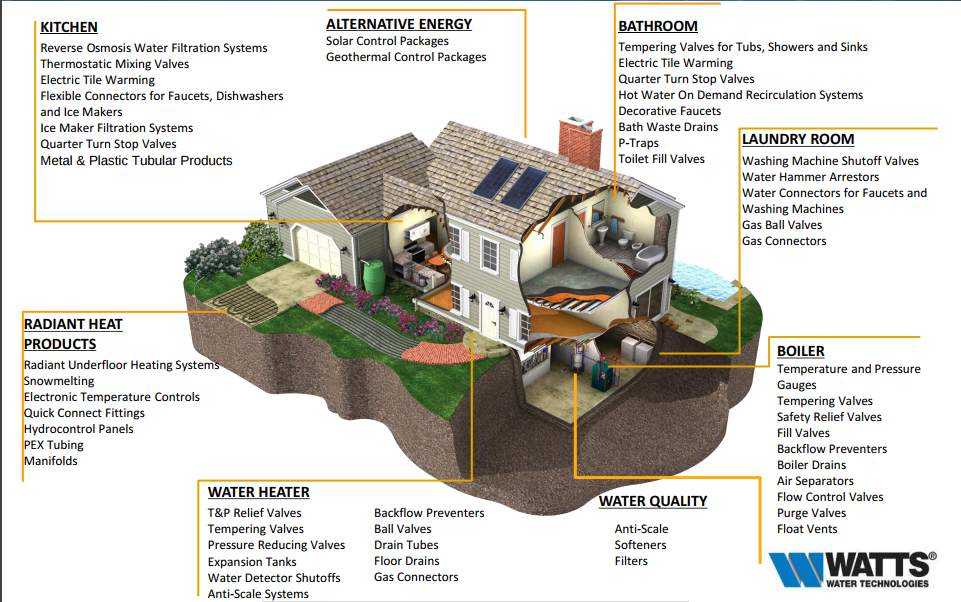 KITCHEN
Reverse Osmosis Water Filtration Systems
Thermostatic Mixing Valves
Electric Tile Warming
Flexible Connectors for Faucets, Dishwashers
and Ice Makers
Ice Maker Filtration Systems
Quarter Turn Stop Valves
Metal & Plastic Tubular Products
ALTERNATIVE ENERGY
Solar Control Packages
Geothermal Control Packages
BATHROOM
Tempering Valves for Tubs, Showers and Sinks
Electric Tile Warming
Quarter Turn Stop Valves
Hot Water On Demand Recirculation Systems
Decorative Faucets
Bath Waste Drains
P-Traps
Toilet Fill Valves
LAUNDRY ROOM
Washing Machine Shutoff Valves
Water Hammer Arrestors
Water Connectors for Faucets and
Washing Machines
Gas Ball Valves
Gas Connectors
RADIANT HEAT
PRODUCTS
Radiant Underfloor Heating Systems
Snowmelting
Electronic Temperature Controls
Quick Connect Fittings
Hydrocontrol Panels
PEX Tubing
Manifolds
BOILER
Temperature and Pressure
Gauges
Tempering Valves
Safety Relief Valves
Fill Valves
Backflow Preventers
Boiler Drains
Air Separators
Flow Control Valves
Purge Valves
Float Vents
WATER HEATER
T&P Relief Valves
Tempering Valves
Pressure Reducing Valves
Expansion Tanks
Water Detector Shutoffs
Anti-Scale Systems
Backflow Preventers
Ball Valves
Drain Tubes
Floor Drains
Gas Connectors
WATER QUALITY
Anti-Scale
Softeners
Filters
WATTS®
WATER TECHNOLOGIES